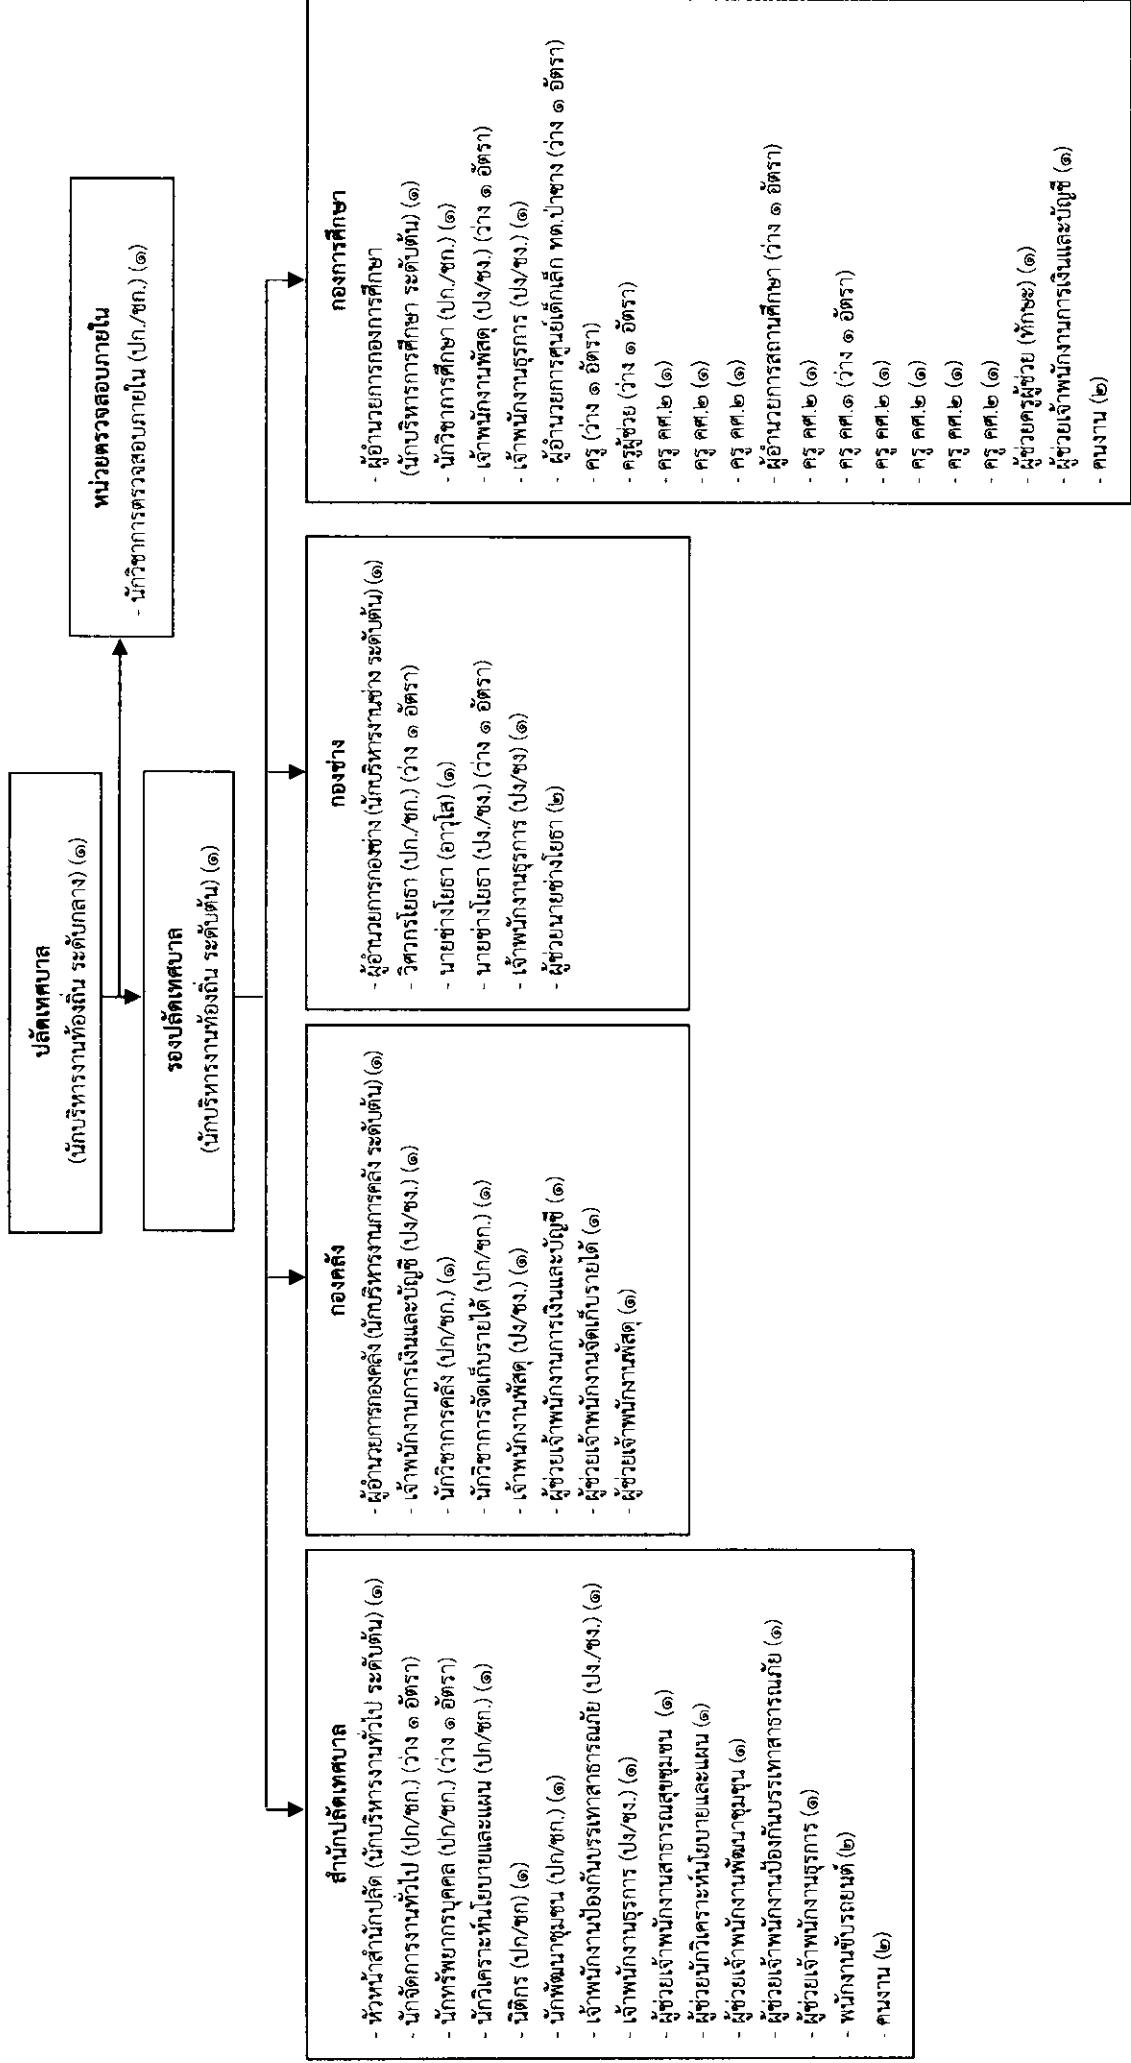 ปลัดเทศบาล
(นักบริหารงานท้องถิ่น ระดับกลาง) (๑)
หน่วยตรวจสอบภายใน
- นักวิชาการตรวจสอบภายใน (ปก./ชก.) (๑)
รองปลัดเทศบาล
(นักบริหารงานท้องถิ่น ระดับต้น) (๑)
สำนักปลัดเทศบาล
- หัวหน้าสำนักปลัด (นักบริหารงานทั่วไป ระดับต้น) (๑)
- นักจัดการงานทั่วไป (ปก/ชก.) (ว่าง ๑ อัตรา)
- นักทรัพยากรบุคคล (ปก/ชก.) (ว่าง ๑ อัตรา)
- นักวิเคราะห์นโยบายและแผน (ปก/ชก.) (๑)
- นิติกร (ปก/ชก) (๑)
- นักพัฒนาชุมชน (ปก/ชก.) (๑)
- เจ้าพนักงานป้องกันบรรเทาสาธารณภัย (ปง./ชง.) (๑)
- เจ้าพนักงานธุรการ (ปง/ชง.) (๑)
- ผู้ช่วยเจ้าพนักงานสาธารณสุขชุมชน (๑)
- ผู้ช่วยนักวิเคราะห์นโยบายและแผน (๑)
- ผู้ช่วยเจ้าพนักงานพัฒนาชุมชน (๑)
- ผู้ช่วยเจ้าพนักงานป้องกันบรรเทาสาธารณภัย (๑)
- ผู้ช่วยเจ้าพนักงานธุรการ (๑)
- พนักงานขับรถยนต์ (๒)
- คนงาน (๒)
กองคลัง
- ผู้อำนวยการกองคลัง (นักบริหารงานการคลัง ระดับต้น) (๑)
- เจ้าพนักงานการเงินและบัญชี (ปง/ชง.) (๑)
- นักวิชาการคลัง (ปก/ชก.) (๑)
- นักวิชาการจัดเก็บรายได้ (ปก/ชก.) (๑)
- เจ้าพนักงานพัสดุ (ปง/ชง.) (๑)
- ผู้ช่วยเจ้าพนักงานการเงินและบัญชี (๑)
- ผู้ช่วยเจ้าพนักงานจัดเก็บรายได้ (๑)
- ผู้ช่วยเจ้าพนักงานพัสดุ (๑)
กองช่าง
- ผู้อำนวยการกองช่าง (นักบริหารงานช่าง ระดับต้น) (๑)
- วิศวกรโยธา (ปก./ชก.) (ว่าง ๑ อัตรา)
- นายช่างโยธา (อาวุโส) (๑)
- นายช่างโยธา (ปง./ชง.) (ว่าง ๑ อัตรา)
- เจ้าพนักงานธุรการ (ปง/ชง) (๑)
- ผู้ช่วยนายช่างโยธา (๒)
กองการศึกษา
- ผู้อำนวยการกองการศึกษา
(นักบริหารการศึกษา ระดับต้น) (๑)
- นักวิชาการศึกษา (ปก./ชก.) (๑)
- เจ้าพนักงานพัสดุ (ปง/ชง.) (ว่าง ๑ อัตรา)
- เจ้าพนักงานธุรการ (ปง/ชง.) (๑)
- ผู้อำนวยการศูนย์เด็กเล็ก ทต.ป่าซาง (ว่าง ๑ อัตรา)
- ครู (ว่าง ๑ อัตรา)
- ครูผู้ช่วย (ว่าง ๑ อัตรา)
- ครู คศ.๒ (๑)
- ครู คศ.๒ (๑)
- ครู คศ.๒ (๑)
- ผู้อำนวยการสถานศึกษา (ว่าง ๑ อัตรา)
- ครู คศ.๒ (๑)
- ครู คศ.๑ (ว่าง ๑ อัตรา)
- ครู คศ.๒ (๑)
- ครู คศ.๒ (๑)
- ครู คศ.๒ (๑)
- ครู คศ.๒ (๑)
- ผู้ช่วยครูผู้ช่วย (ทักษะ) (๑)
- ผู้ช่วยเจ้าพนักงานการเงินและบัญชี (๑)
- คนงาน (๒)